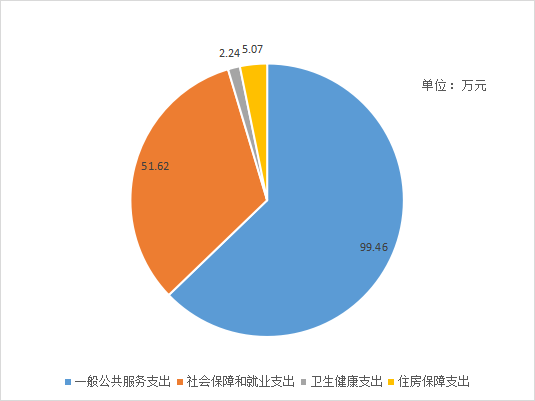 2.24
5.07
单位：万元
51.62
99.46
一般公共服务支出 社会保障和就业支出 卫生健康支出 住房保障支出